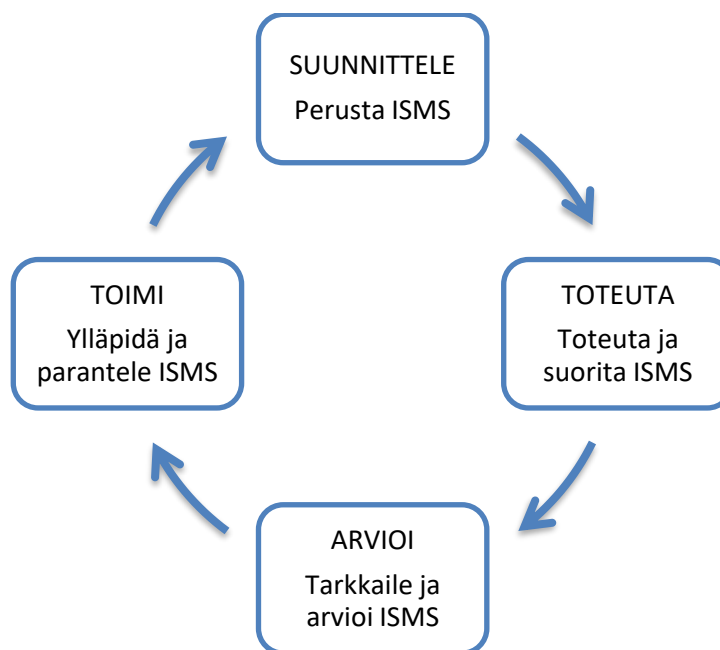 SUUNNITTELE
Perusta ISMS
TOIMI
Ylläpidä ja
parantele ISMS
TOTEUTA
Toteuta ja
suorita ISMS
ARVIOI
Tarkkaile ja
arvioi ISMS